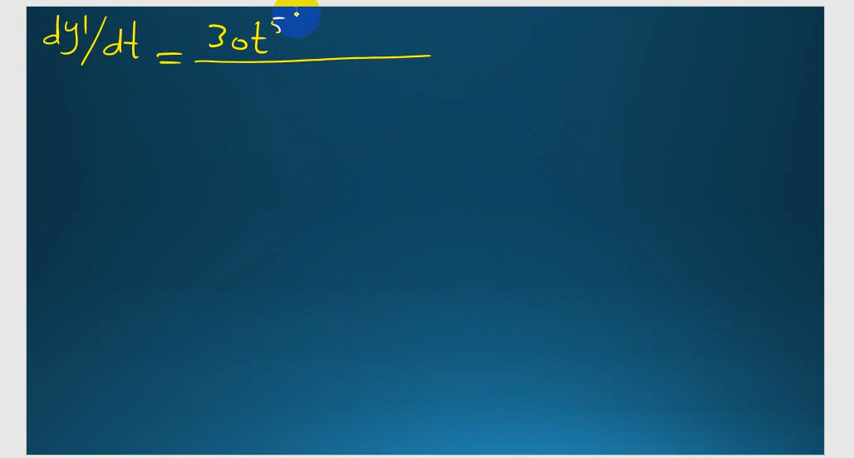 dy'/dt = 30t⁵